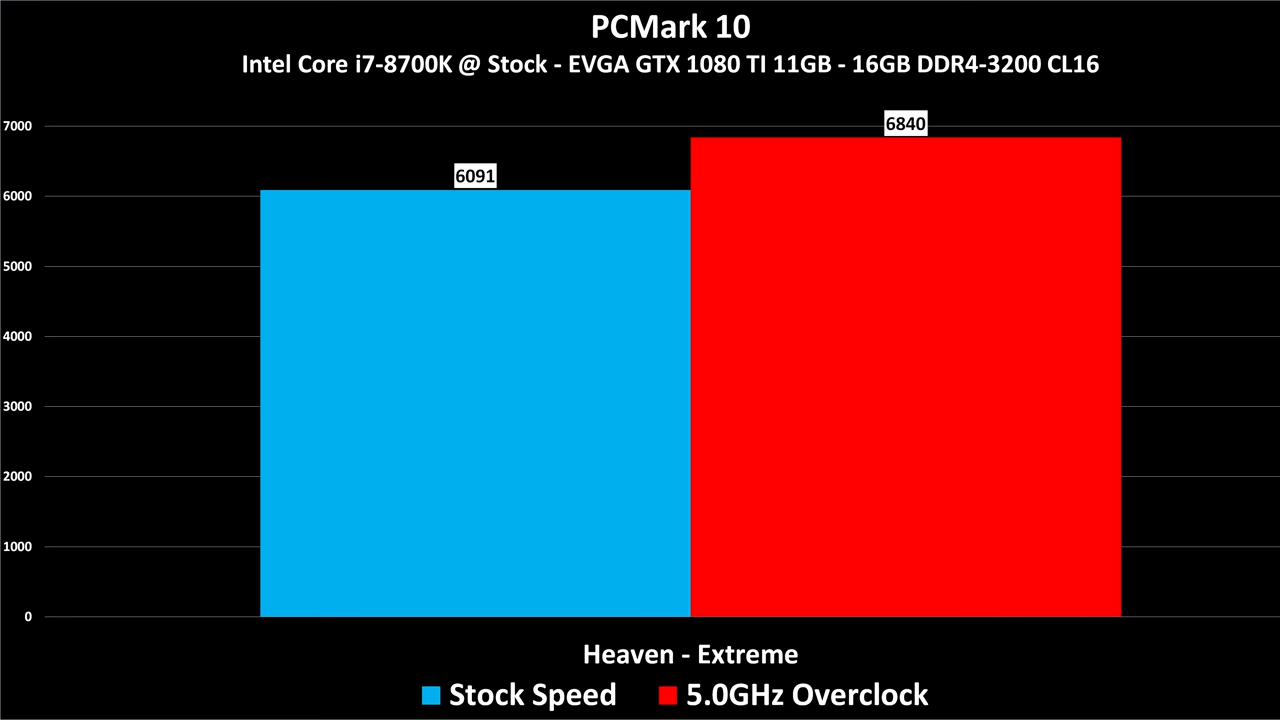 PCMark 10
Intel Core i7-8700K @ Stock - EVGA GTX 1080 TI 11GB - 16GB DDR4-3200 CL16
7000
6840
6091
6000
5000
4000
3000
2000
1000
0
Heaven - Extreme
Stock Speed 5.0GHz Overclock